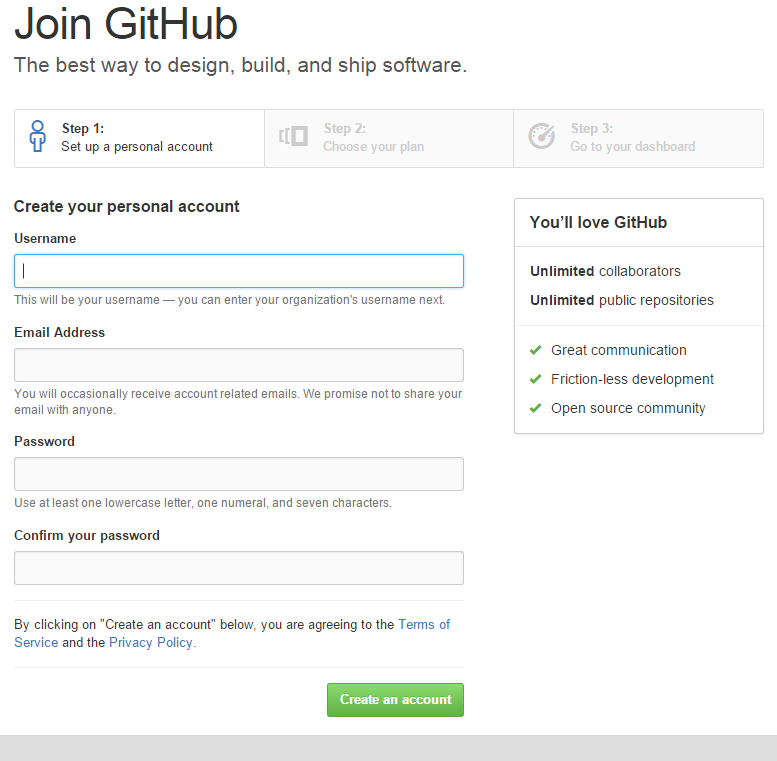 Join GitHub
The best way to design, build, and ship software.
Step 1:
Set up a personal account
Step 2:
Choose your plan
Step 3:
Go to your dashboard
Create your personal account
Username
This will be your username — you can enter your organization's username next.
Email Address
You will occasionally receive account related emails. We promise not to share your
email with anyone.
Password
Use at least one lowercase letter, one numeral, and seven characters.
Confirm your password
By clicking on "Create an account" below, you are agreeing to the Terms of
Service and the Privacy Policy.
Create an account
You’ll love GitHub
Unlimited collaborators
Unlimited public repositories
Great communication
Friction-less development
Open source community